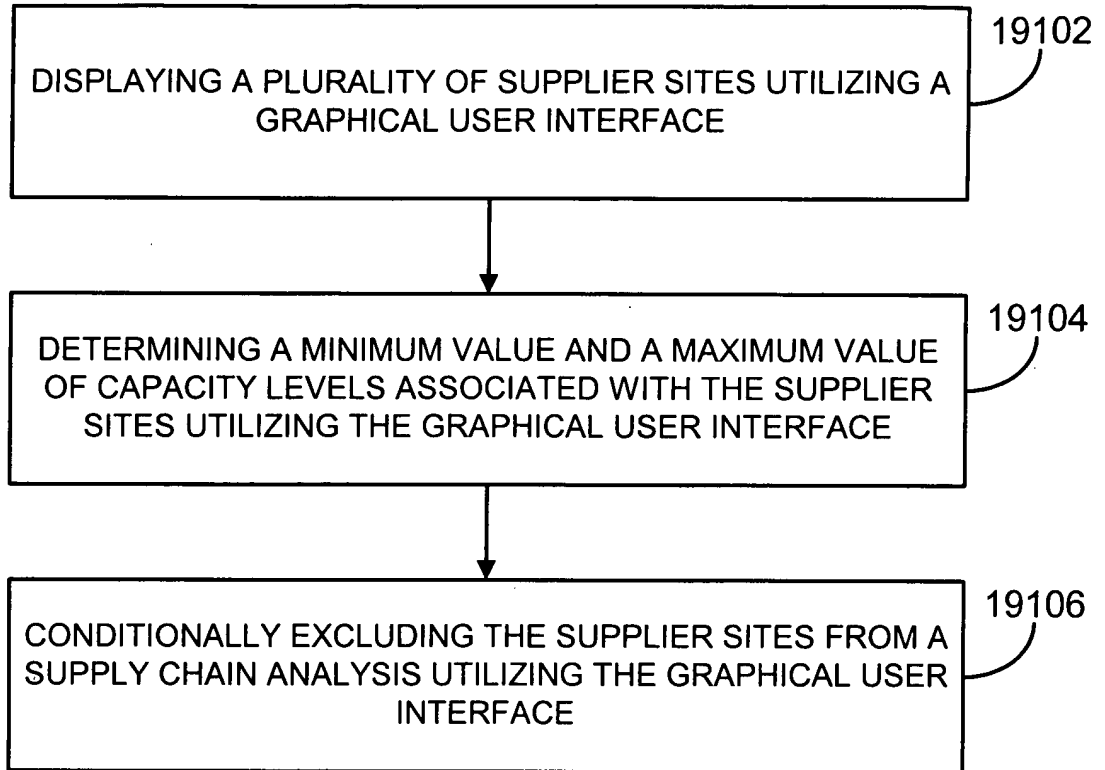 19102
DISPLAYING A PLURALITY OF SUPPLIER SITES UTILIZING A
GRAPHICAL USER INTERFACE
19104
DETERMINING A MINIMUM VALUE AND A MAXIMUM VALUE
OF CAPACITY LEVELS ASSOCIATED WITH THE SUPPLIER
SITES UTILIZING THE GRAPHICAL USER INTERFACE
19106
CONDITIONALLY EXCLUDING THE SUPPLIER SITES FROM A
SUPPLY CHAIN ANALYSIS UTILIZING THE GRAPHICAL USER
INTERFACE